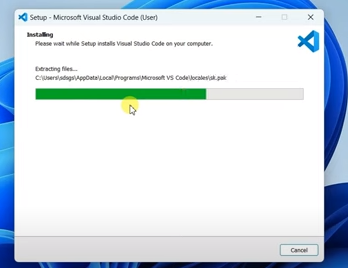 Setup - Microsoft Visual Studio Code (User)
Installing
Please wait while Setup installs Visual Studio Code on your computer.
Extracting files...
C:\Users\sdsgs\AppData\Local\Programs\Microsoft VS Code\locales\sk.pak
Cancel